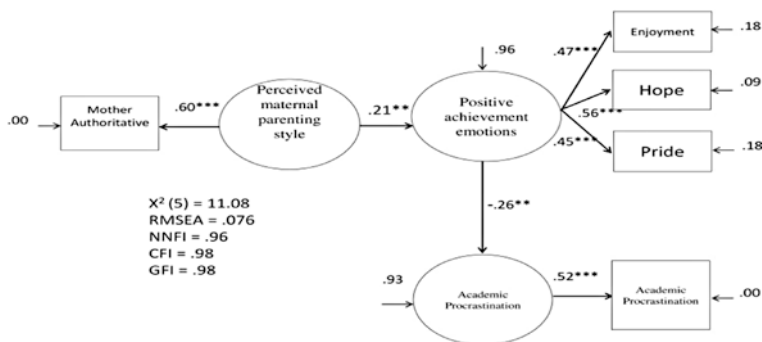 .96
.47***
Enjoyment
.18
.00
Mother
Authoritative
.60***
Perceived
maternal
parenting
style
.21**
Positive
achievement
emotions
.56***
Hope
.09
.45***
Pride
.18
X² (5) = 11.08
RMSEA = .076
NNFI = .96
CFI = .98
GFI = .98
-.26**
.93
Academic
Procrastination
.52***
Academic
Procrastination
.00